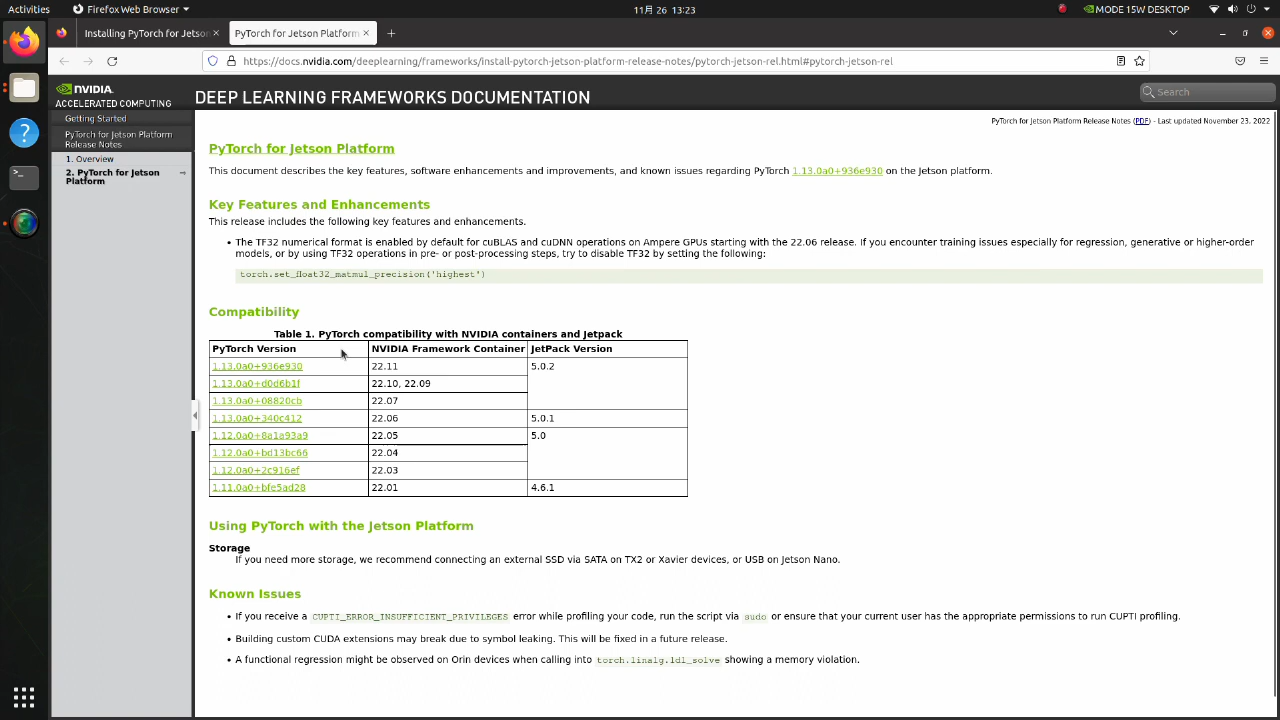 Activities
Firefox Web Browser
11月 26 13:23
MODE 15W DESKTOP
Installing PyTorch for Jetson
PyTorch for Jetson Platform
https://docs.nvidia.com/deeplearning/frameworks/install-pytorch-jetson-platform-release-notes/pytorch-jetson-rel.html#pytorch-jetson-rel
NVIDIA.
ACCELERATED COMPUTING
DEEP LEARNING FRAMEWORKS DOCUMENTATION
Search
Getting Started
PyTorch for Jetson Platform
Release Notes
1. Overview
2. PyTorch for Jetson
Platform
PyTorch for Jetson Platform Release Notes (PDF) - Last updated November 23, 2022
PyTorch for Jetson Platform
This document describes the key features, software enhancements and improvements, and known issues regarding PyTorch 1.13.0a0+936e930 on the Jetson platform.
Key Features and Enhancements
This release includes the following key features and enhancements.
• The TF32 numerical format is enabled by default for cuBLAS and cuDNN operations on Ampere GPUs starting with the 22.06 release. If you encounter training issues especially for regression, generative or higher-order
models, or by using TF32 operations in pre- or post-processing steps, try to disable TF32 by setting the following:
torch.set_float32_matmul_precision('highest')
Compatibility
Table 1. PyTorch compatibility with NVIDIA containers and Jetpack
PyTorch Version NVIDIA Framework Container JetPack Version
1.13.0a0+936e930 22.11 5.0.2
1.13.0a0+d0d6b1f 22.10, 22.09
1.13.0a0+08820cb 22.07
1.13.0a0+340c412 22.06 5.0.1
1.12.0a0+8a1a93a9 22.05 5.0
1.12.0a0+bd13bc66 22.04
1.12.0a0+2c916ef 22.03
1.11.0a0+bfe5ad28 22.01 4.6.1
Using PyTorch with the Jetson Platform
Storage
If you need more storage, we recommend connecting an external SSD via SATA on TX2 or Xavier devices, or USB on Jetson Nano.
Known Issues
• If you receive a CUPTI_ERROR_INSUFFICIENT_PRIVILEGES error while profiling your code, run the script via sudo or ensure that your current user has the appropriate permissions to run CUPTI profiling.
• Building custom CUDA extensions may break due to symbol leaking. This will be fixed in a future release.
• A functional regression might be observed on Orin devices when calling into torch.linalg.ldl_solve showing a memory violation.